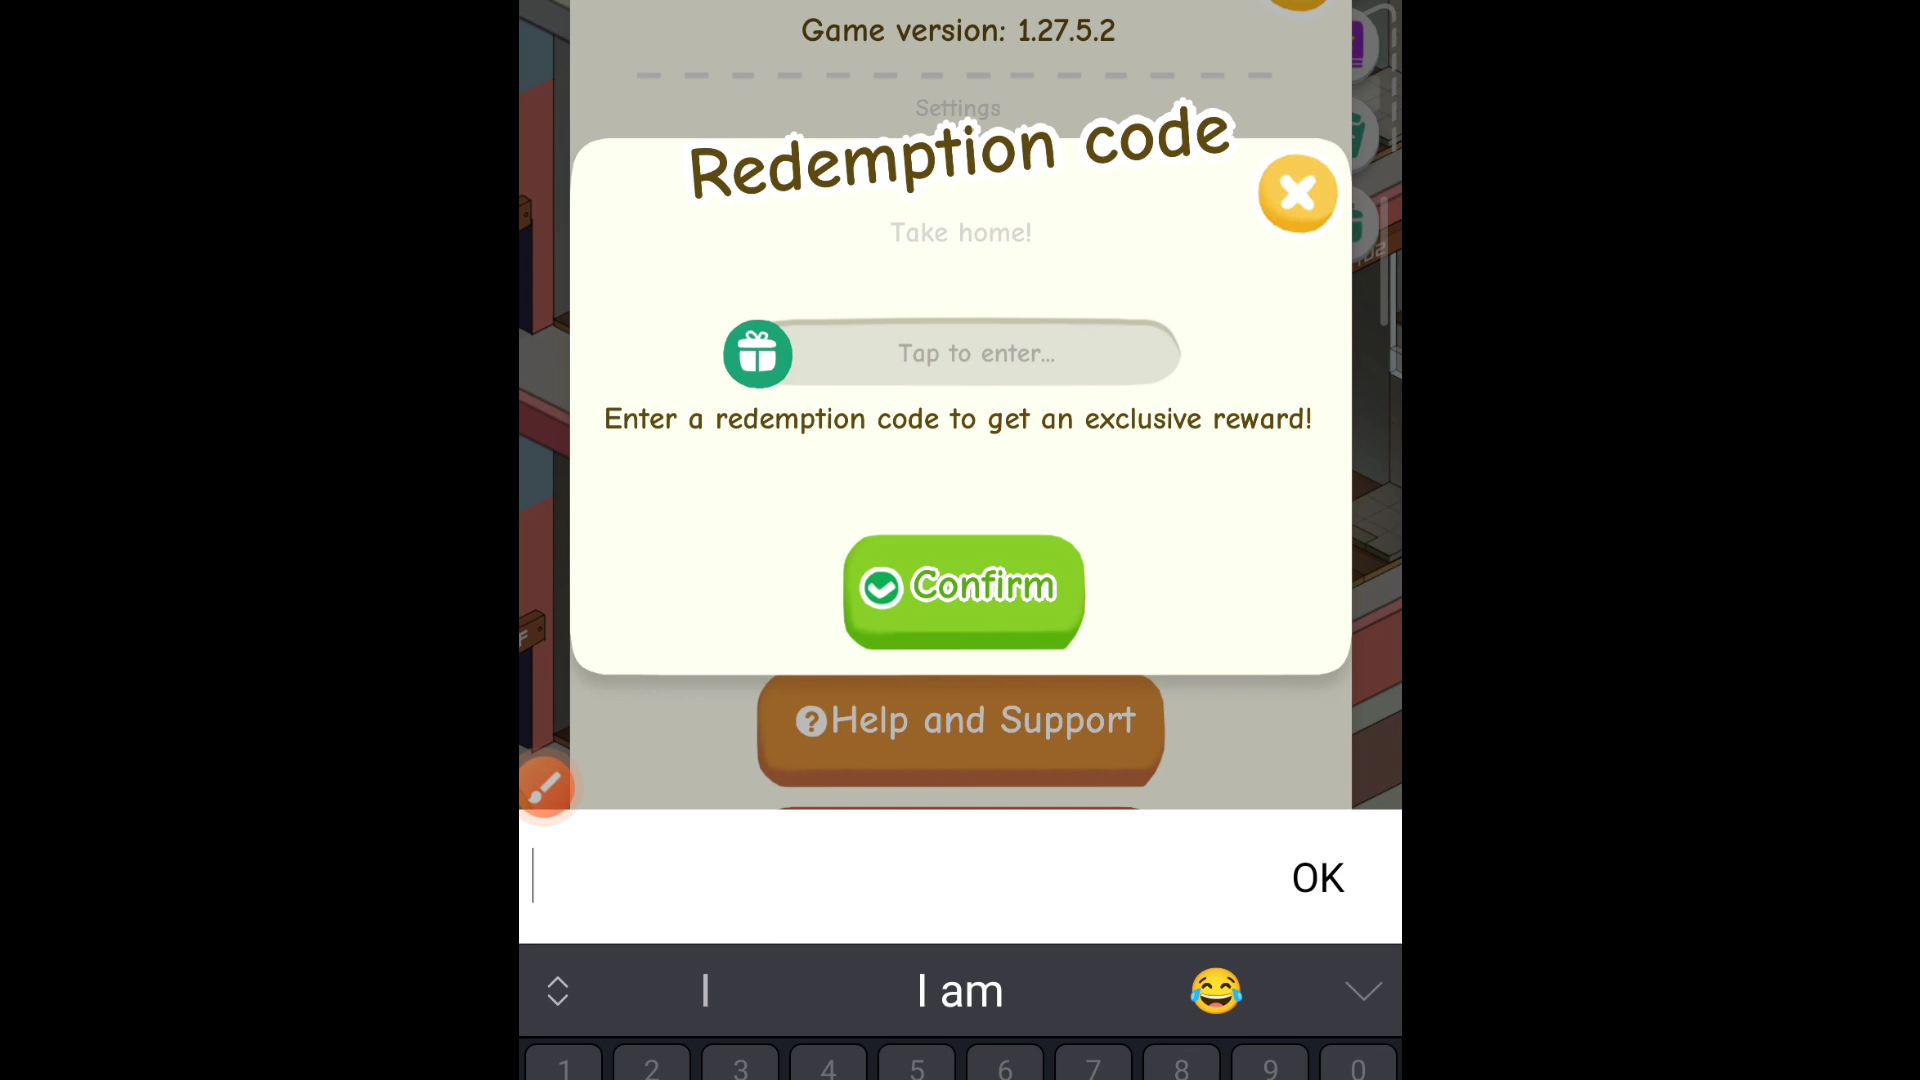 Game version: 1.27.5.2
Settings
Redemption code
Take home!
Tap to enter...
Enter a redemption code to get an exclusive reward!
Confirm
Help and Support
OK
I
I am
1 2 3 4 5 6 7 8 9 0